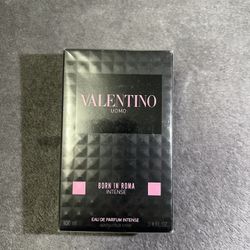 VALENTINO
UOMO
BORN IN ROMA
INTENSE
EAU DE PARFUM INTENSE
100 ml 3.4 FL.OZ.